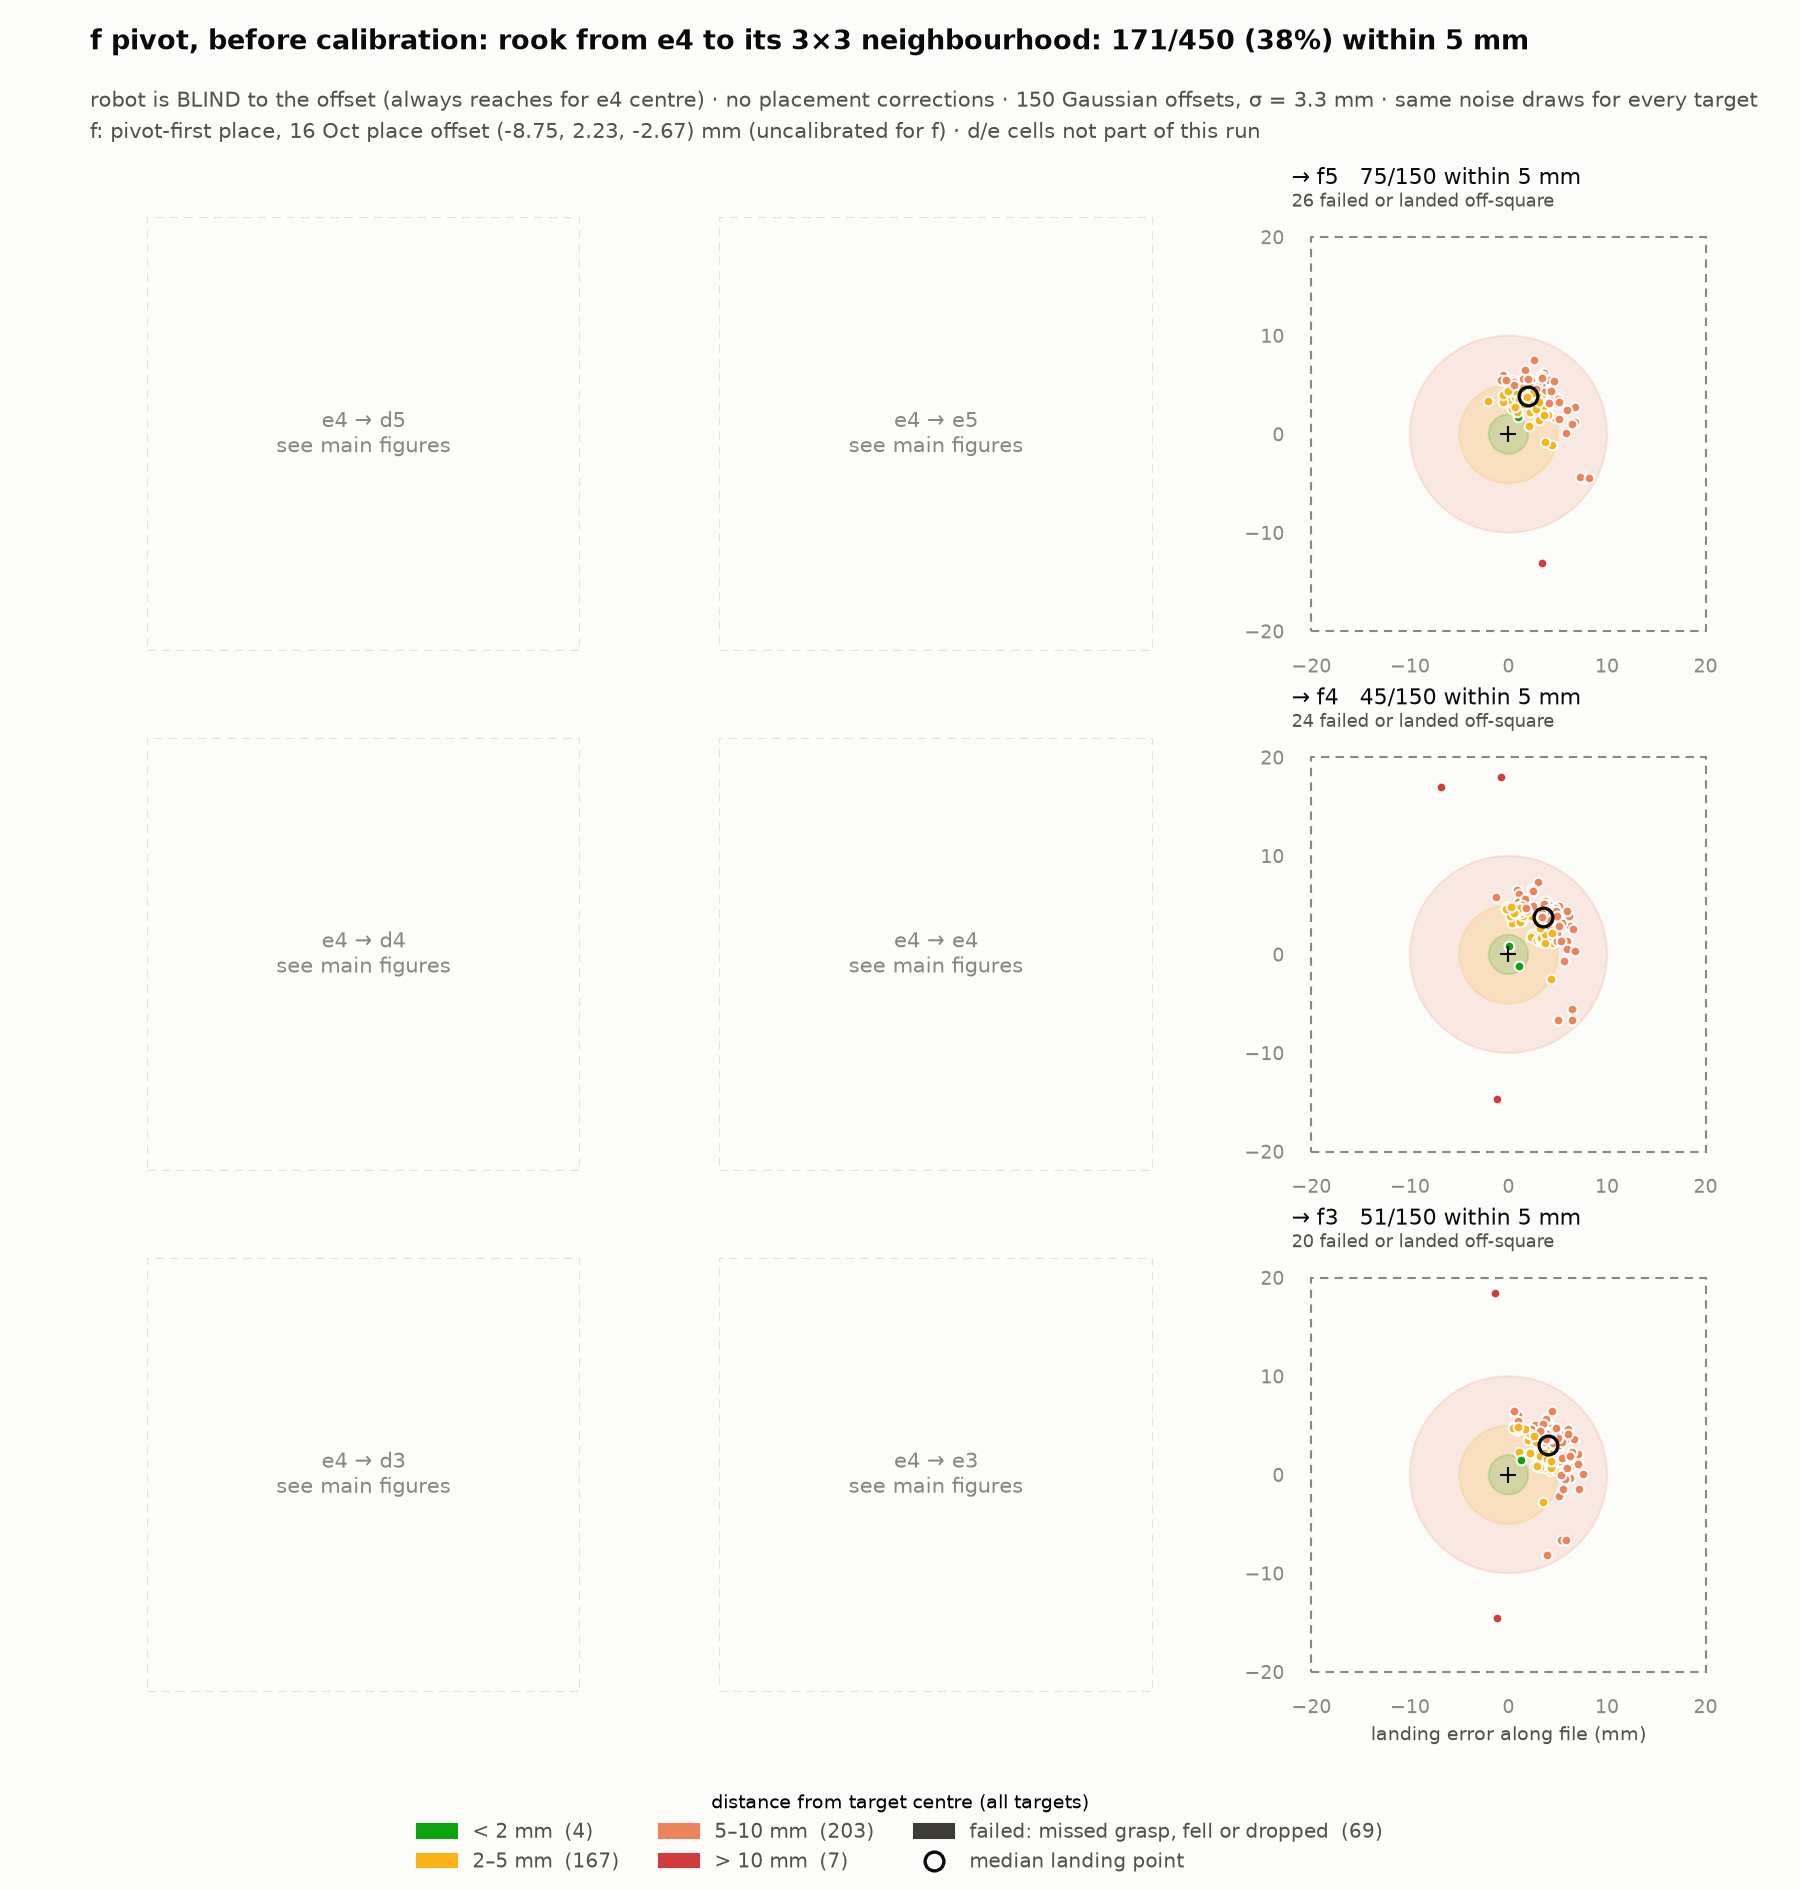 f pivot, before calibration: rook from e4 to its 3×3 neighbourhood: 171/450 (38%) within 5 mm
robot is BLIND to the offset (always reaches for e4 centre) · no placement corrections · 150 Gaussian offsets, σ = 3.3 mm · same noise draws for every target
f: pivot-first place, 16 Oct place offset (-8.75, 2.23, -2.67) mm (uncalibrated for f) · d/e cells not part of this run
e4 → d5
see main figures
e4 → e5
see main figures
→ f5 75/150 within 5 mm
26 failed or landed off-square
20
10
0
−10
−20
−20 −10 0 10 20
e4 → d4
see main figures
e4 → e4
see main figures
→ f4 45/150 within 5 mm
24 failed or landed off-square
20
10
0
−10
−20
−20 −10 0 10 20
e4 → d3
see main figures
e4 → e3
see main figures
→ f3 51/150 within 5 mm
20 failed or landed off-square
20
10
0
−10
−20
−20 −10 0 10 20
landing error along file (mm)
distance from target centre (all targets)
< 2 mm (4)
2–5 mm (167)
5–10 mm (203)
> 10 mm (7)
failed: missed grasp, fell or dropped (69)
median landing point